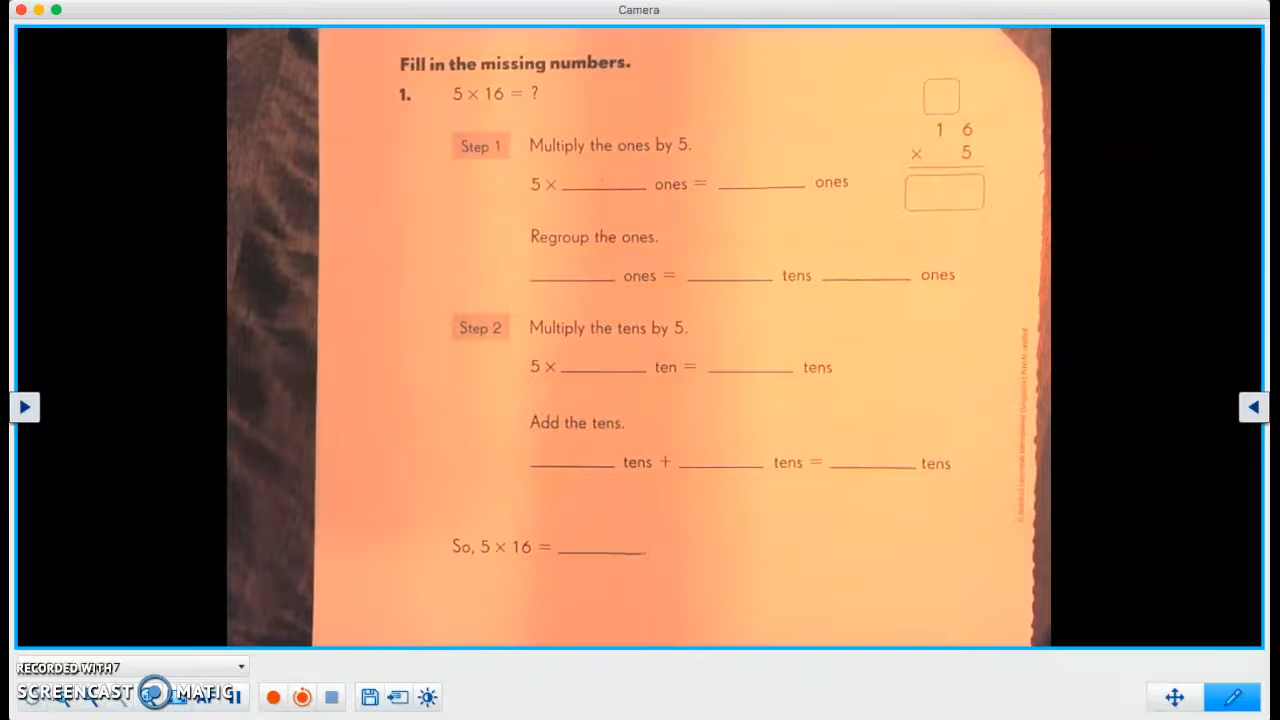 Camera
Fill in the missing numbers.
1. 5 × 16 = ?
Step 1 Multiply the ones by 5.
5 × ______ ones = ______ ones
Regroup the ones.
______ ones = ______ tens ______ ones
Step 2 Multiply the tens by 5.
5 × ______ ten = ______ tens
Add the tens.
______ tens + ______ tens = ______ tens
So, 5 × 16 = ______.
1 6
× 5
RECORDED WITH
SCREENCAST MATIC